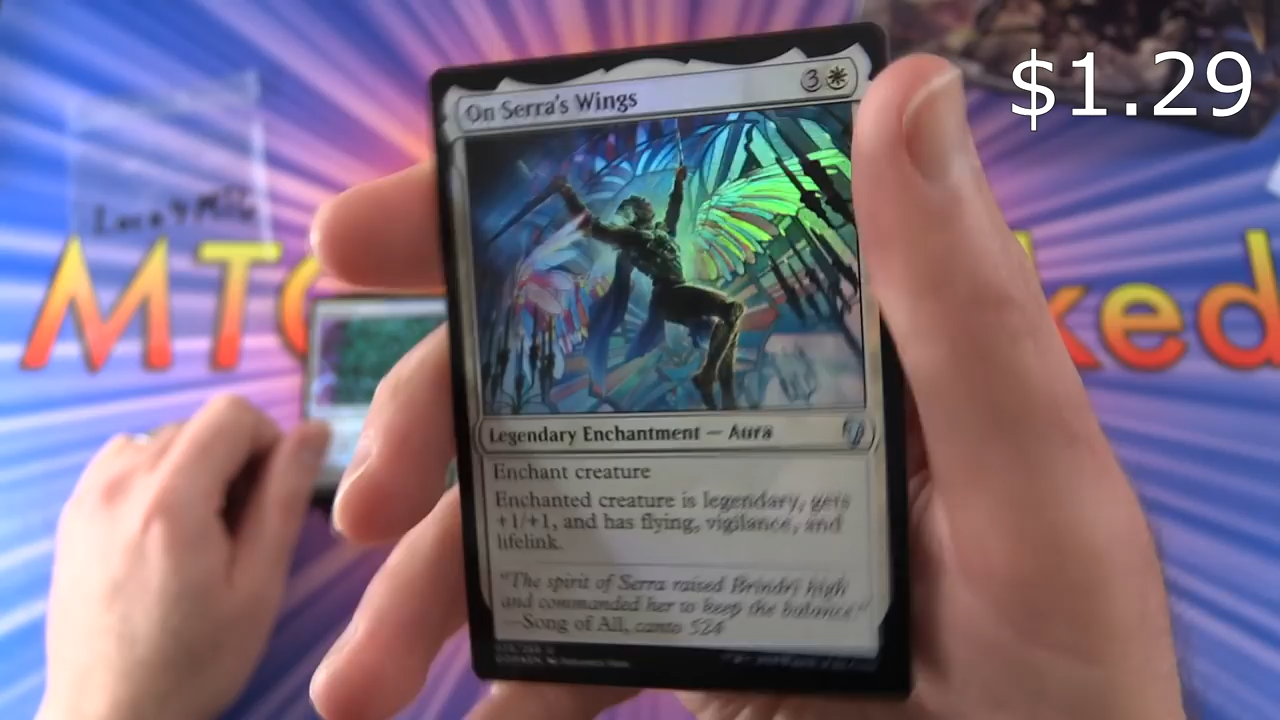 $1.29
On Serra's Wings
3
MTG
ked
Legendary Enchantment — Aura
Enchant creature
Enchanted creature is legendary, gets
+1/+1, and has flying, vigilance, and
lifelink.
"The spirit of Serra raised Brindri high
and commanded her to keep the balance."
—Song of All, canto 524